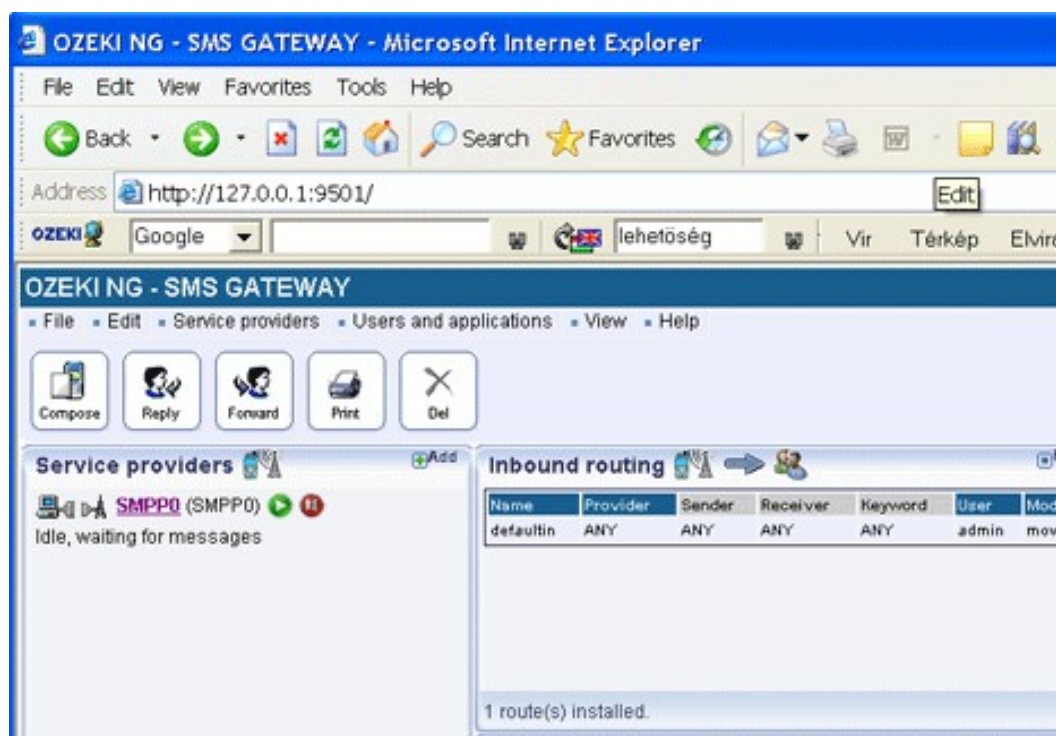 OZEKI NG - SMS GATEWAY - Microsoft Internet Explorer
File Edit View Favorites Tools Help
Back Search Favorites
Address http://127.0.0.1:9501/
Edit
OZEKI Google lehetöség Vir Térkép Elvira
OZEKI NG - SMS GATEWAY
File Edit Service providers Users and applications View Help
Compose Reply Forward Print Del
Service providers Add
SMPP0 (SMPP0)
Idle, waiting for messages
Inbound routing
Name Provider Sender Receiver Keyword User Mod
defaultin ANY ANY ANY ANY admin mov
1 route(s) installed.